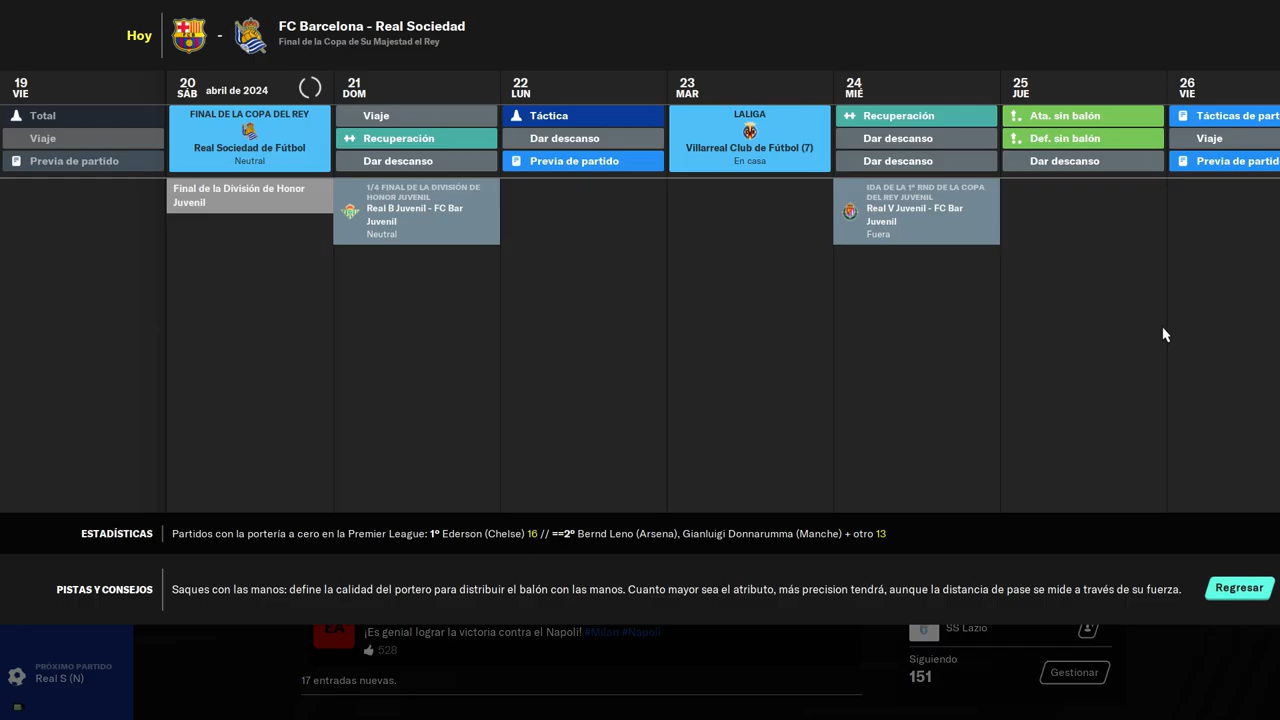 Hoy
FC Barcelona - Real Sociedad
Final de la Copa de Su Majestad el Rey
19
VIE
20
SÁB
abril de 2024
21
DOM
22
LUN
23
MAR
24
MIÉ
25
JUE
26
VIE
Total
Viaje
Previa de partido
FINAL DE LA COPA DEL REY
Real Sociedad de Fútbol
Neutral
Viaje
Recuperación
Dar descanso
Táctica
Dar descanso
Previa de partido
LALIGA
Villarreal Club de Fútbol (7)
En casa
Recuperación
Dar descanso
Dar descanso
Ata. sin balón
Def. sin balón
Dar descanso
Tácticas de part
Viaje
Previa de partid
Final de la División de Honor
Juvenil
1/4 FINAL DE LA DIVISIÓN DE
HONOR JUVENIL
Real B Juvenil - FC Bar
Juvenil
Neutral
IDA DE LA 1ª RND DE LA COPA
DEL REY JUVENIL
Real V Juvenil - FC Bar
Juvenil
Fuera
ESTADÍSTICAS
Partidos con la portería a cero en la Premier League: 1º Ederson (Chelse) 16 // ==2º Bernd Leno (Arsena), Gianluigi Donnarumma (Manche) + otro 13
PISTAS Y CONSEJOS
Saques con las manos: define la calidad del portero para distribuir el balón con las manos. Cuanto mayor sea el atributo, más precision tendrá, aunque la distancia de pase se mide a través de su fuerza.
Regresar
EA
¡Es genial lograr la victoria contra el Napoli! #Milan #Napoli
528
17 entradas nuevas.
SS Lazio
Siguiendo
151
Gestionar
PRÓXIMO PARTIDO
Real S (N)